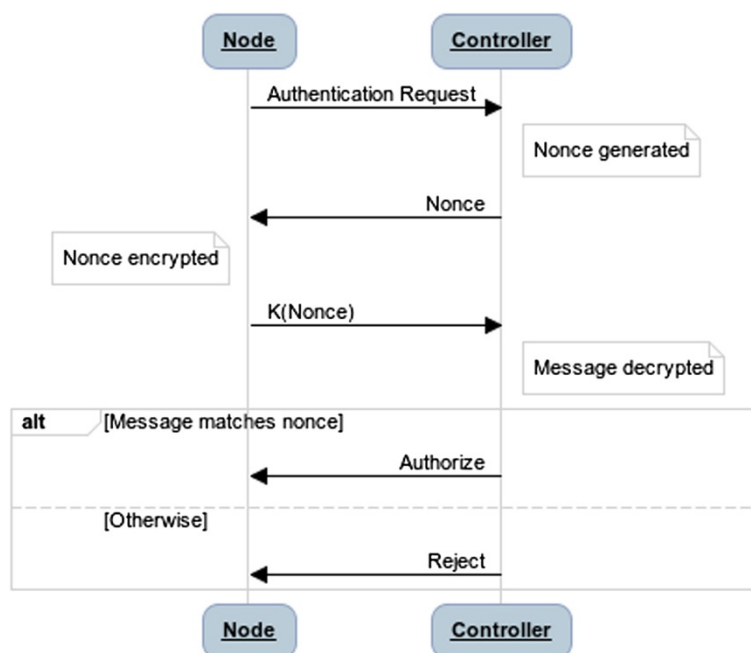 Node
Controller
Authentication Request
Nonce generated
Nonce
Nonce encrypted
K(Nonce)
Message decrypted
alt
[Message matches nonce]
Authorize
[Otherwise]
Reject
Node
Controller